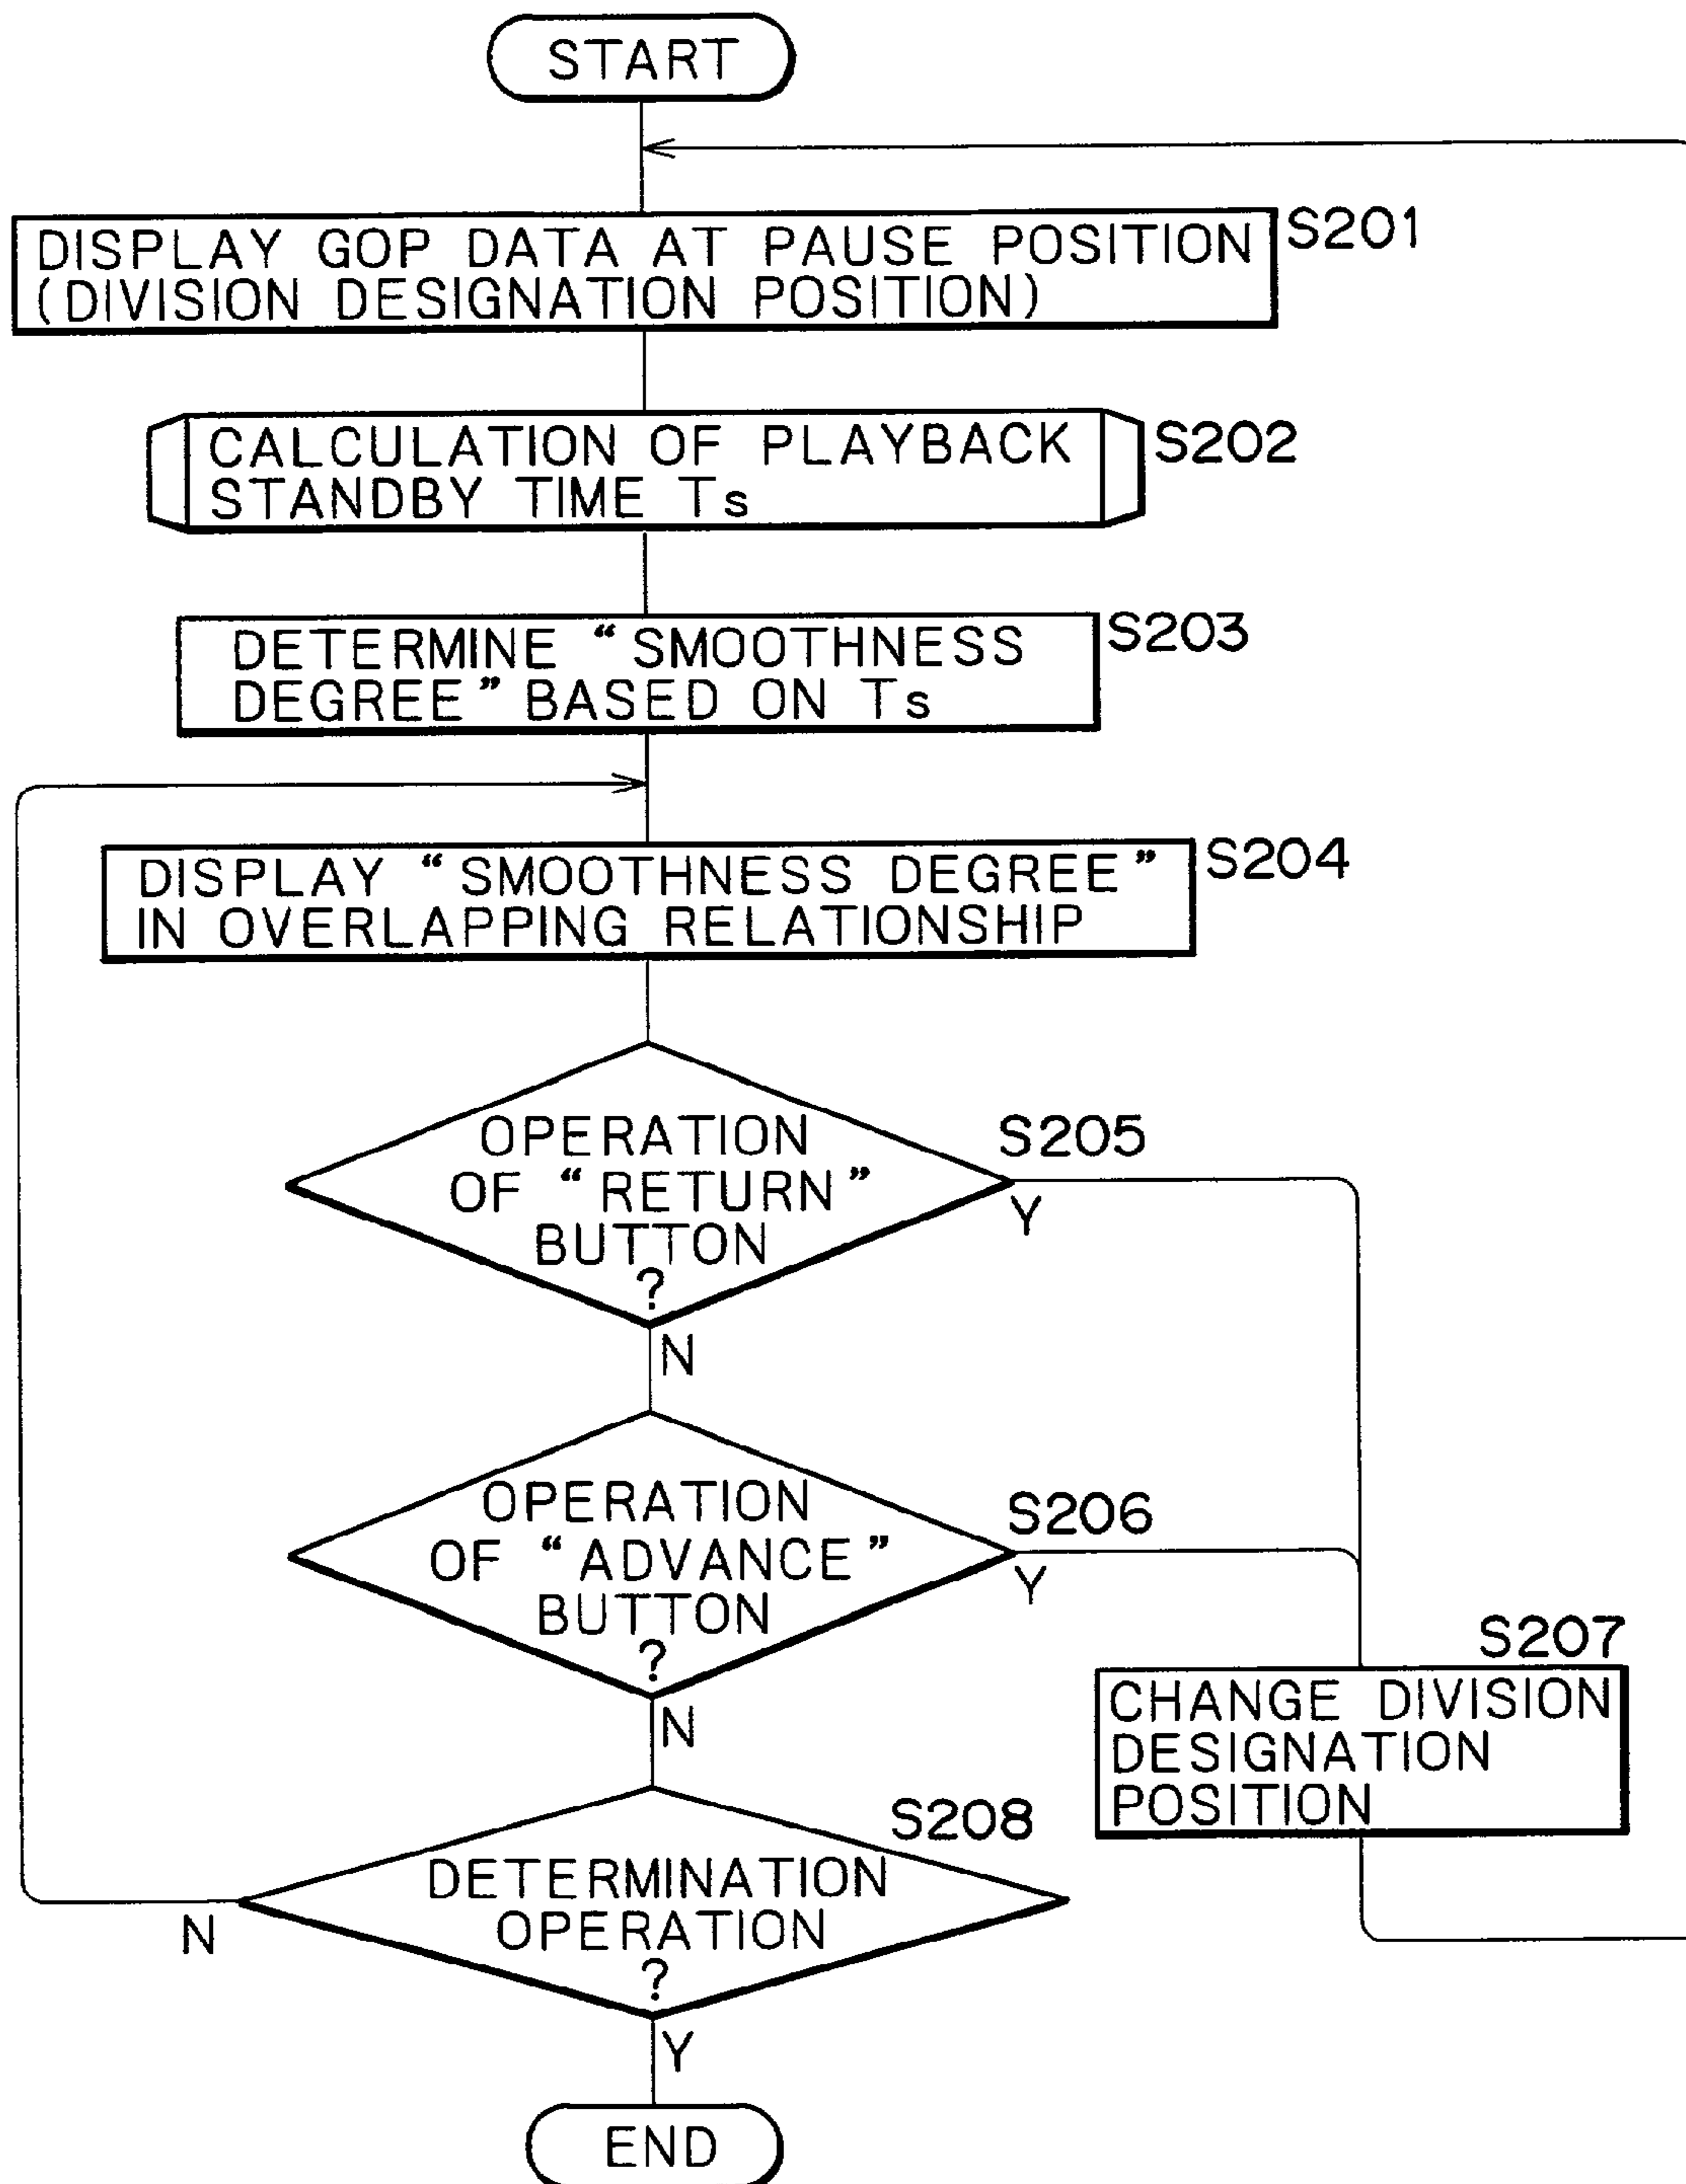 START
DISPLAY GOP DATA AT PAUSE POSITION
(DIVISION DESIGNATION POSITION)
S201
CALCULATION OF PLAYBACK
STANDBY TIME Ts
S202
DETERMINE “SMOOTHNESS
DEGREE” BASED ON Ts
S203
DISPLAY “SMOOTHNESS DEGREE”
IN OVERLAPPING RELATIONSHIP
S204
OPERATION
OF “RETURN”
BUTTON
?
S205
Y
N
OPERATION
OF “ADVANCE”
BUTTON
?
S206
Y
N
S207
CHANGE DIVISION
DESIGNATION
POSITION
S208
DETERMINATION
OPERATION
?
N
Y
END